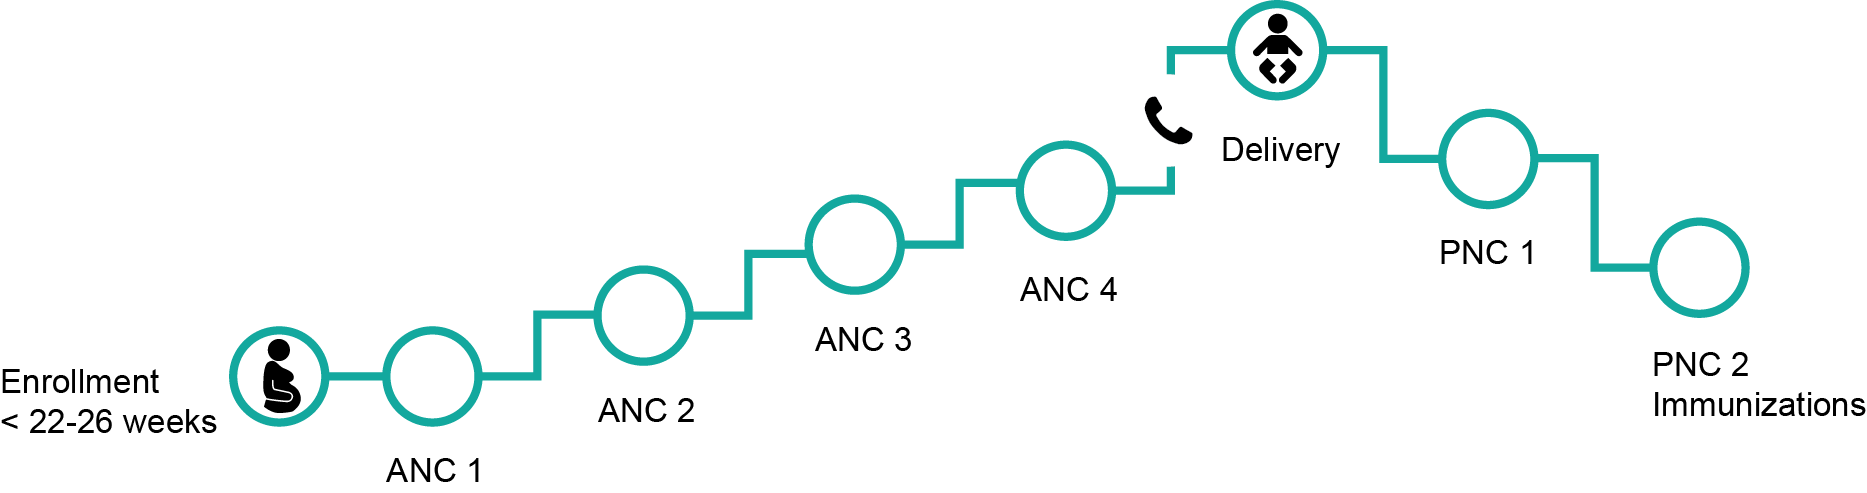 Enrollment
< 22-26 weeks
ANC 1
ANC 2
ANC 3
ANC 4
Delivery
PNC 1
PNC 2
Immunizations